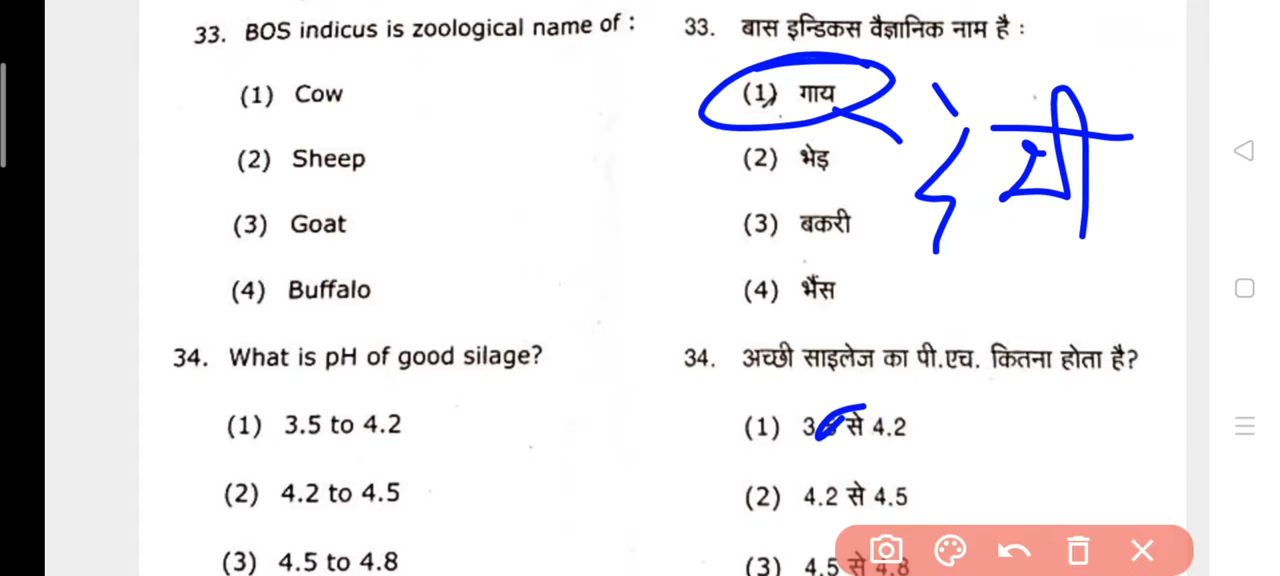 33. BOS indicus is zoological name of :
(1) Cow
(2) Sheep
(3) Goat
(4) Buffalo
34. What is pH of good silage?
(1) 3.5 to 4.2
(2) 4.2 to 4.5
(3) 4.5 to 4.8
33. बास इन्डिकस वैज्ञानिक नाम है :
(1) गाय
(2) भेड़
(3) बकरी
(4) भैंस
34. अच्छी साइलेज का पी.एच. कितना होता है?
(1) 3 से 4.2
(2) 4.2 से 4.5
(3) 4.5 से 4.8